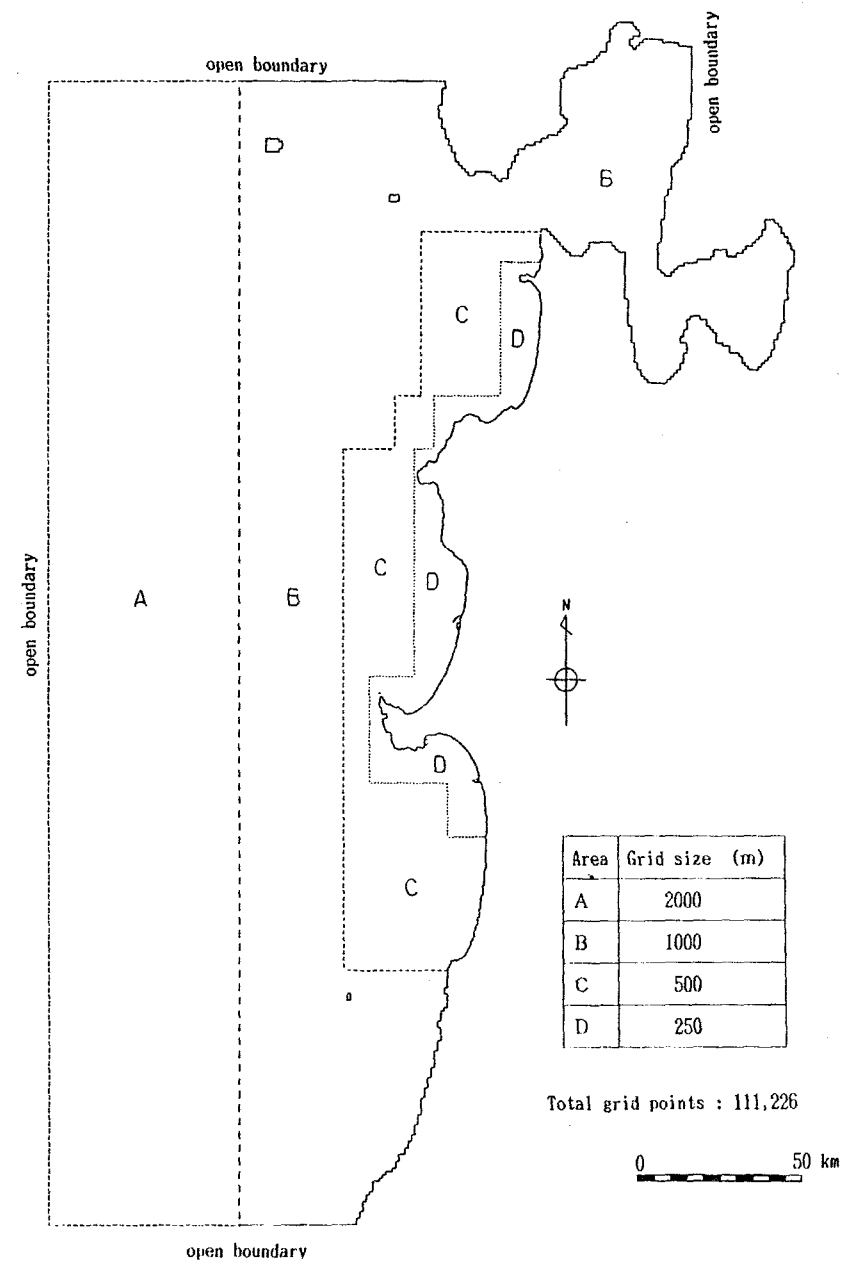 open boundary
open boundary
B
C
D
open boundary
A
B
C
D
N
D
C
Area Grid size (m)
A 2000
B 1000
C 500
D 250
Total grid points : 111,226
0 50 km
open boundary